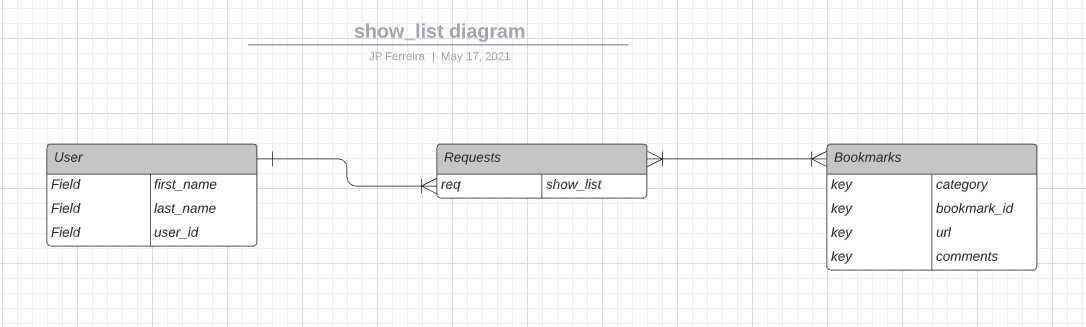 show_list diagram
JP Ferreira | May 17, 2021
User
Field first_name
Field last_name
Field user_id
Requests
req show_list
Bookmarks
key category
key bookmark_id
key url
key comments